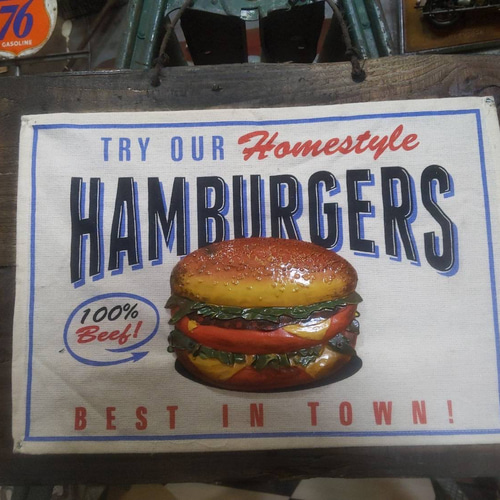 76
GASOLINE
TRY OUR Homestyle
HAMBURGERS
100%
Beef!
BEST IN TOWN!